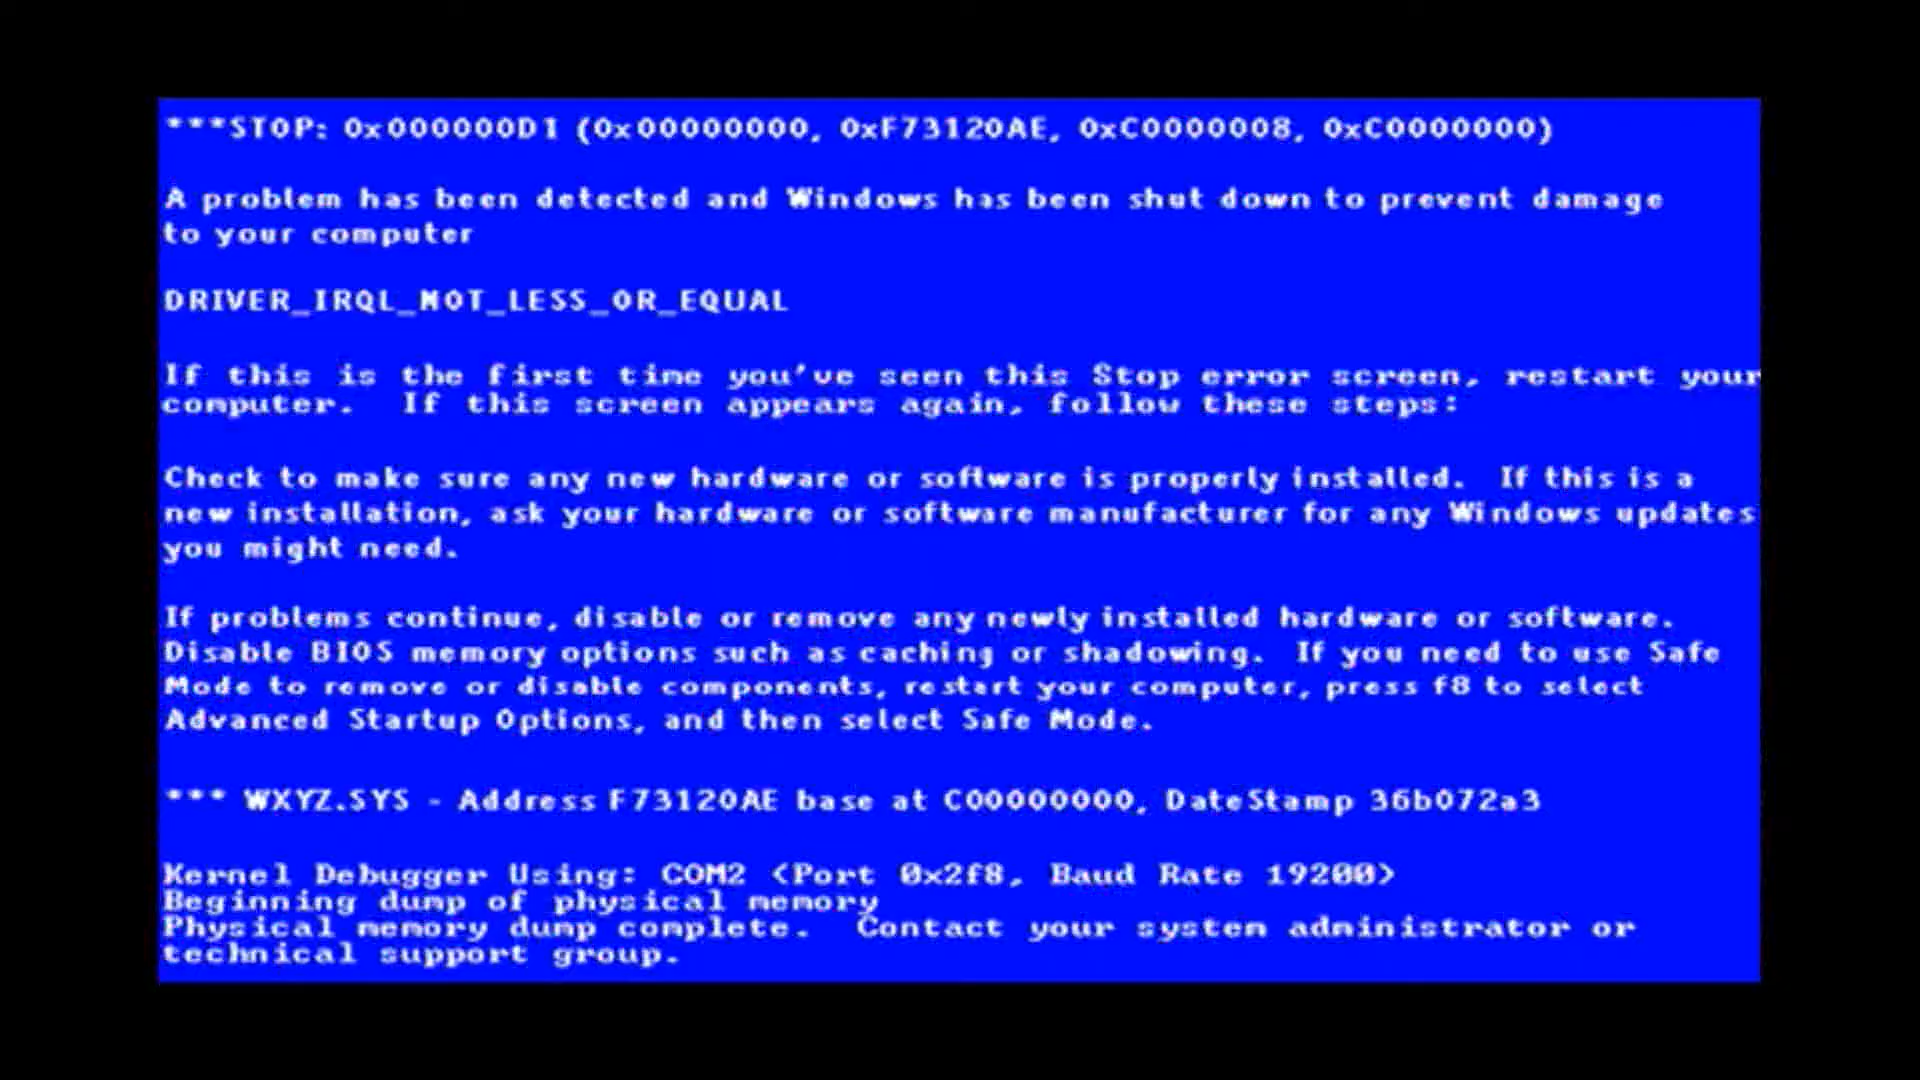 ***STOP: 0x000000D1 (0x00000000, 0xF73120AE, 0xC0000008, 0xC0000000)
A problem has been detected and Windows has been shut down to prevent damage
to your computer
DRIVER_IRQL_NOT_LESS_OR_EQUAL
If this is the first time you've seen this Stop error screen, restart your
computer.  If this screen appears again, follow these steps:
Check to make sure any new hardware or software is properly installed.  If this is a
new installation, ask your hardware or software manufacturer for any Windows updates
you might need.
If problems continue, disable or remove any newly installed hardware or software.
Disable BIOS memory options such as caching or shadowing.  If you need to use Safe
Mode to remove or disable components, restart your computer, press f8 to select
Advanced Startup Options, and then select Safe Mode.
*** WXYZ.SYS - Address F73120AE base at C00000000, DateStamp 36b072a3
Kernel Debugger Using: COM2 <Port 0x2f8, Baud Rate 19200>
Beginning dump of physical memory
Physical memory dump complete.  Contact your system administrator or
technical support group.